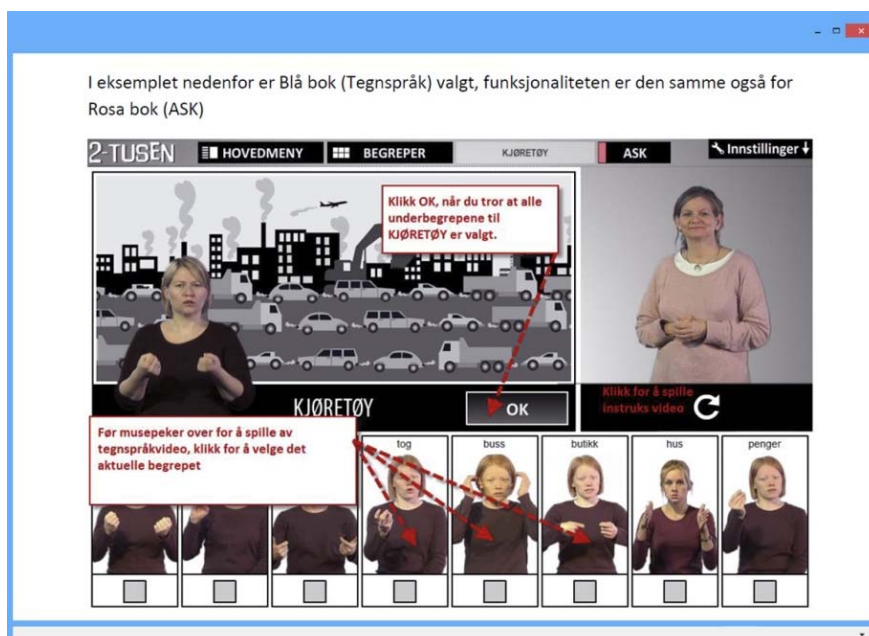 I eksemplet nedenfor er Blå bok (Tegnspråk) valgt, funksjonaliteten er den samme også for
Rosa bok (ASK)
2-TUSEN
HOVEDMENY
BEGREPER
KJØRETØY
ASK
Innstillinger
Klikk OK, når du tror at alle
underbegrepene til
KJØRETØY er valgt.
KJØRETØY
OK
Klikk for å spille
instruks video
Før musepeker over for å spille av
tegnspråkvideo, klikk for å velge det
aktuelle begrepet
tog
buss
butikk
hus
penger